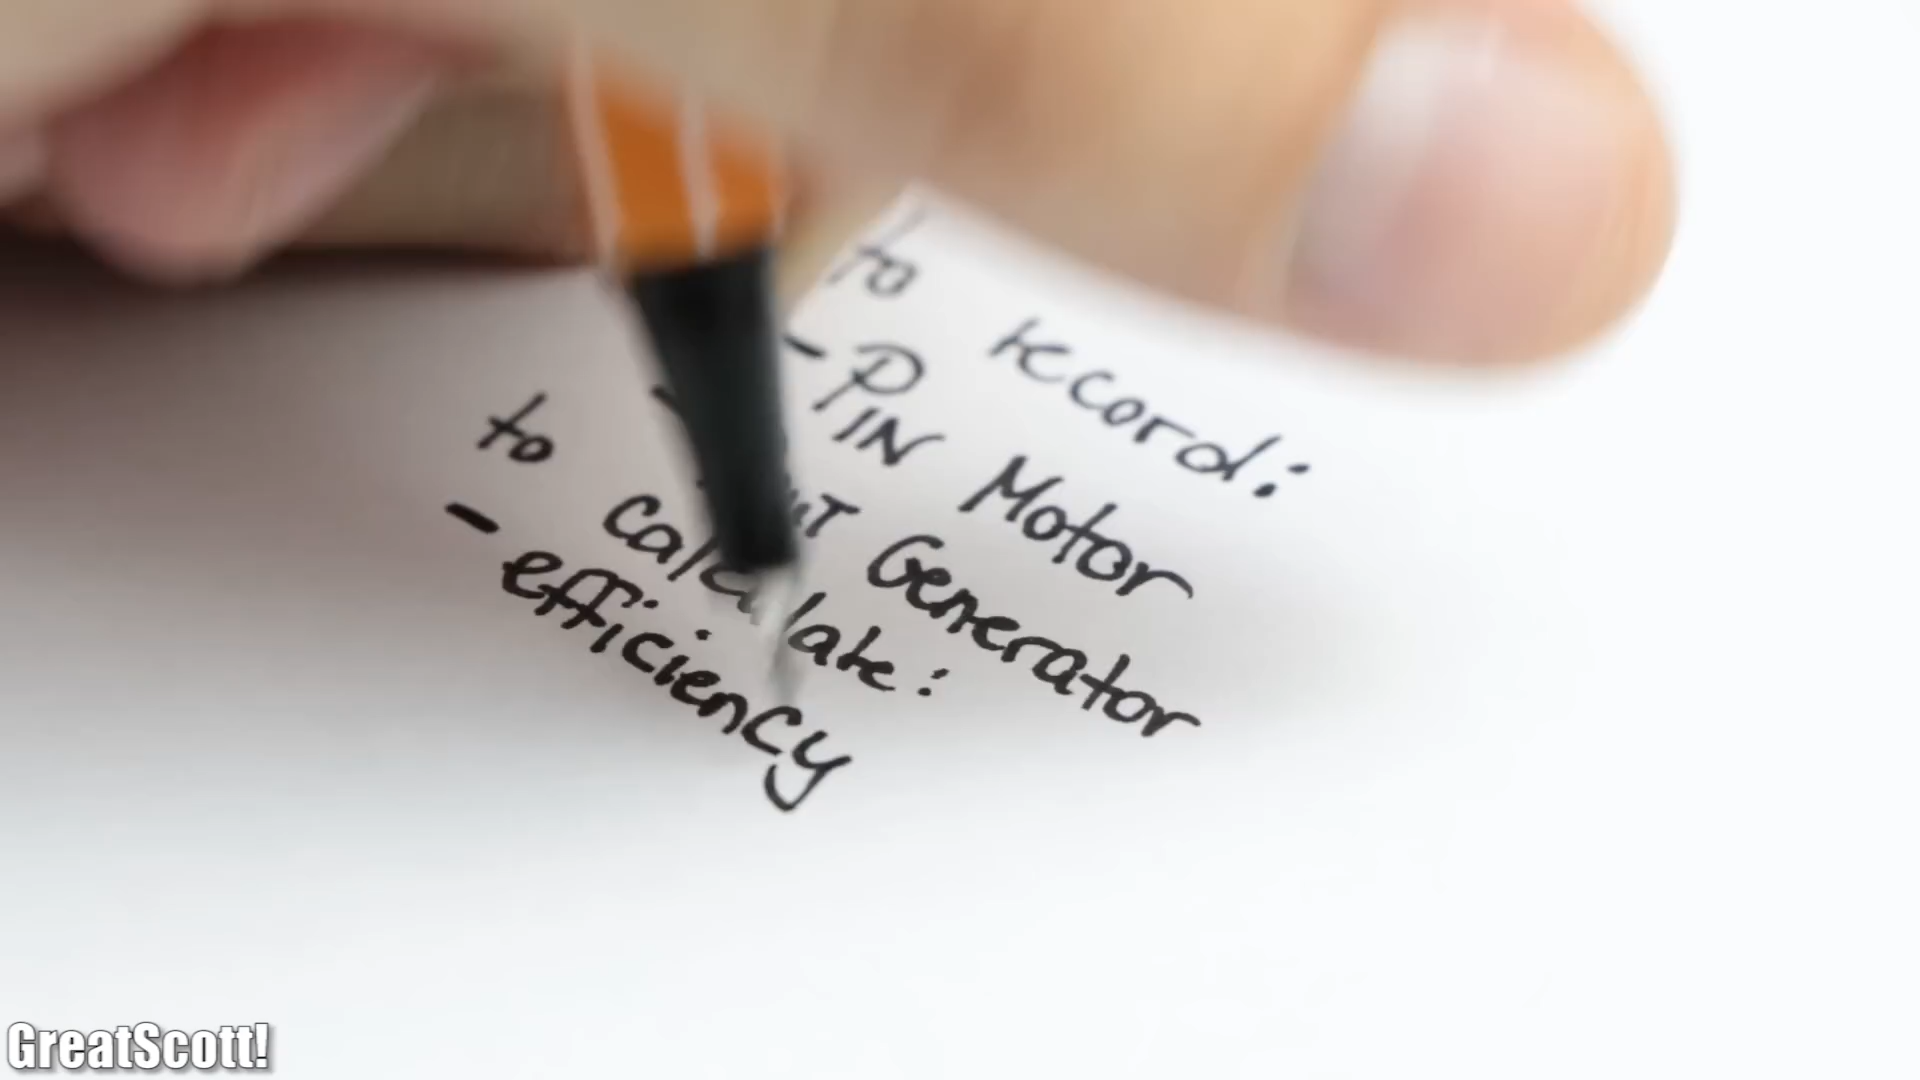 to record:
- PIN Motor
Generator
to calculate:
- efficiency
GreatScott!